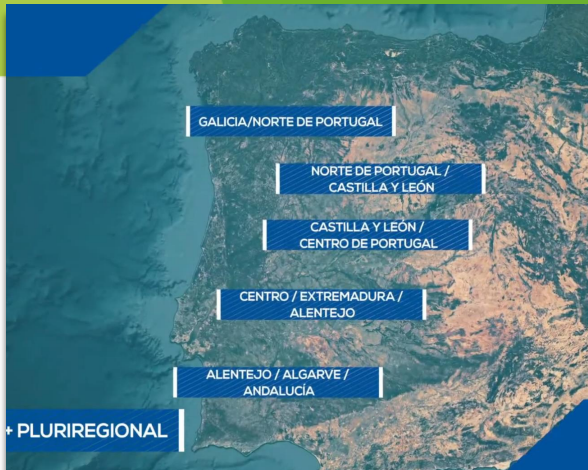 GALICIA/NORTE DE PORTUGAL
NORTE DE PORTUGAL /
CASTILLA Y LEÓN
CASTILLA Y LEÓN /
CENTRO DE PORTUGAL
CENTRO / EXTREMADURA /
ALENTEJO
ALENTEJO / ALGARVE /
ANDALUCÍA
+ PLURIREGIONAL